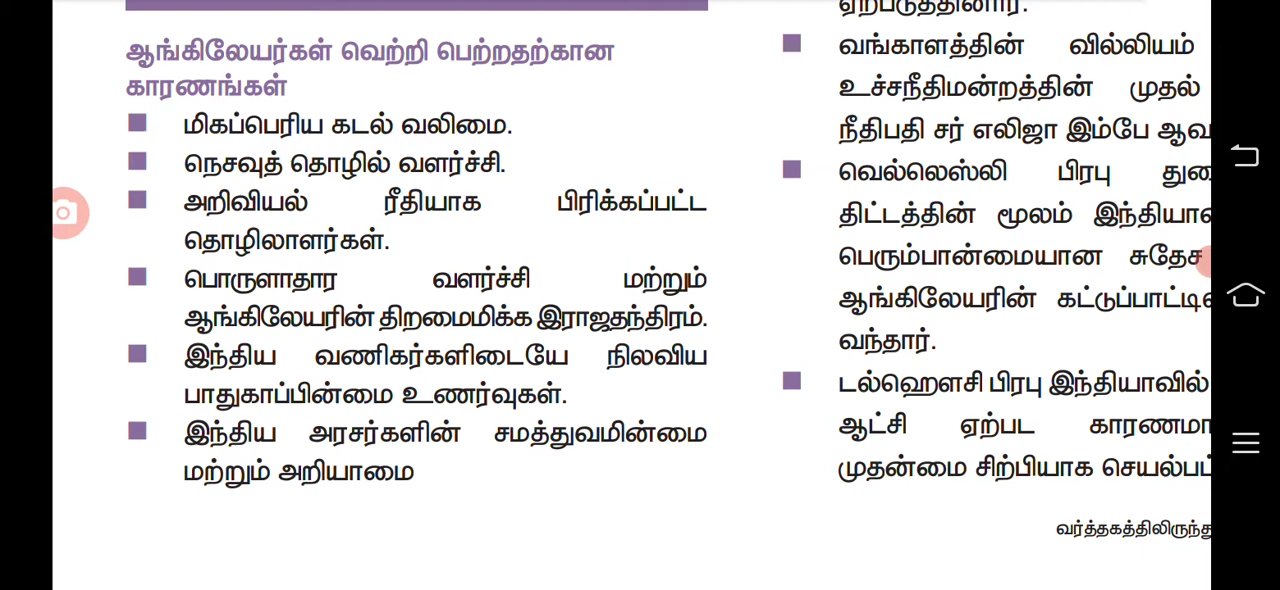 ஆங்கிலேயர்கள் வெற்றி பெற்றதற்கான
காரணங்கள்
மிகப்பெரிய கடல் வலிமை.
நெசவுத் தொழில் வளர்ச்சி.
அறிவியல் ரீதியாக பிரிக்கப்பட்ட
தொழிலாளர்கள்.
பொருளாதார வளர்ச்சி மற்றும்
ஆங்கிலேயரின் திறமைமிக்க இராஜதந்திரம்.
இந்திய வணிகர்களிடையே நிலவிய
பாதுகாப்பின்மை உணர்வுகள்.
இந்திய அரசர்களின் சமத்துவமின்மை
மற்றும் அறியாமை
ஏற்படுத்தினார்.
வங்காளத்தின் வில்லியம்
உச்சநீதிமன்றத்தின் முதல்
நீதிபதி சர் எலிஜா இம்பே
வெல்லெஸ்லி பிரபு
திட்டத்தின் மூலம்
பெரும்பான்மையான சுதேச
ஆங்கிலேயரின்
வந்தார்.
டல்ஹௌசி பிரபு இந்தியாவில்
ஆட்சி ஏற்பட
முதன்மை சிற்பியாக